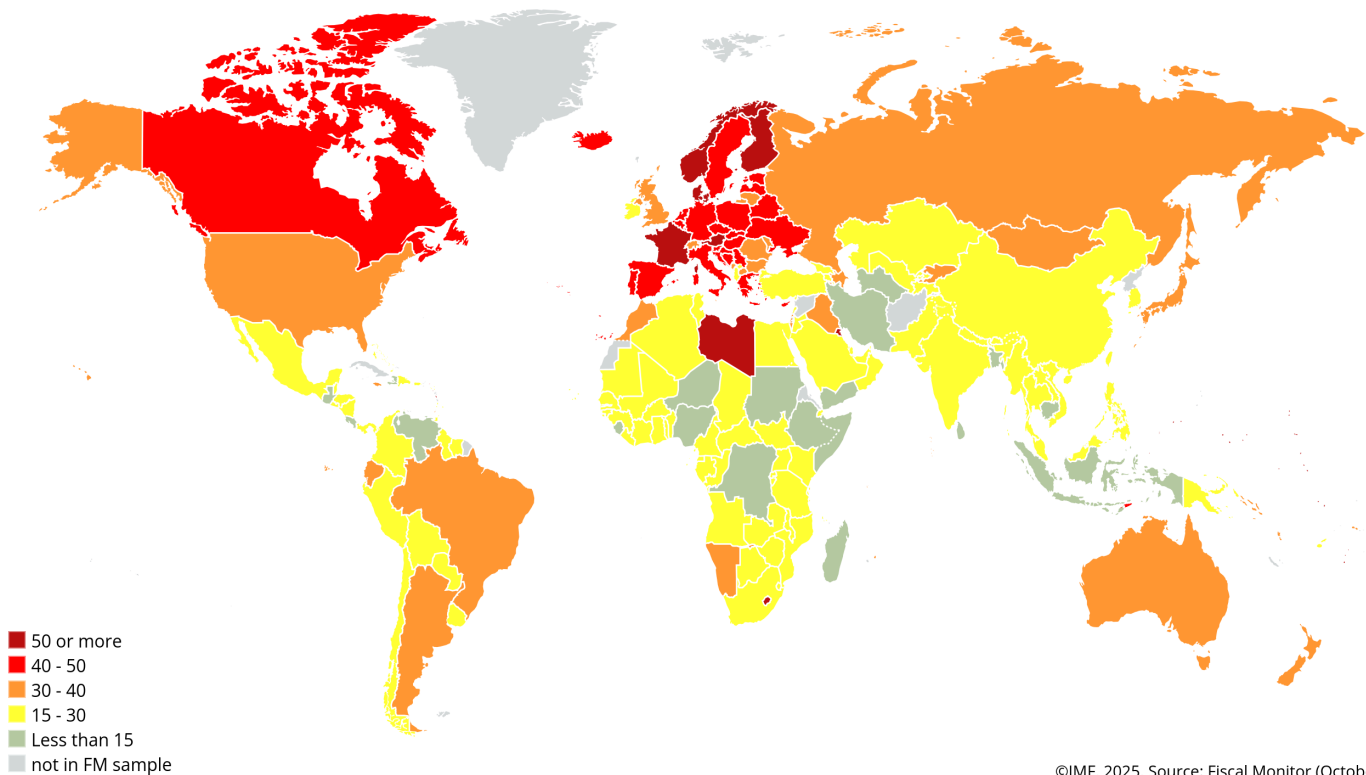 50 or more
40 - 50
30 - 40
15 - 30
Less than 15
not in FM sample
©IMF, 2025, Source: Fiscal Monitor (Octob